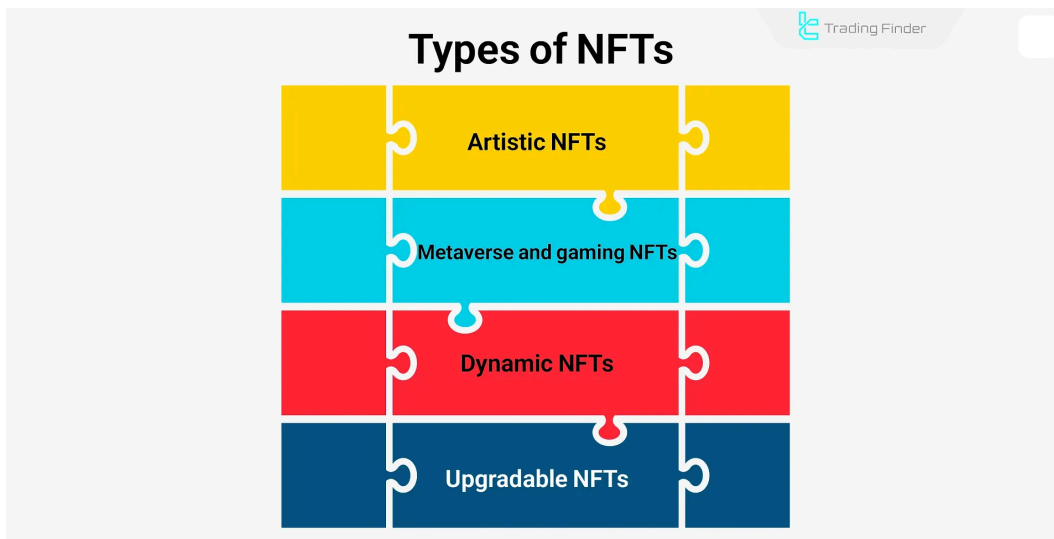 Trading Finder
Types of NFTs
Artistic NFTs
Metaverse and gaming NFTs
Dynamic NFTs
Upgradable NFTs